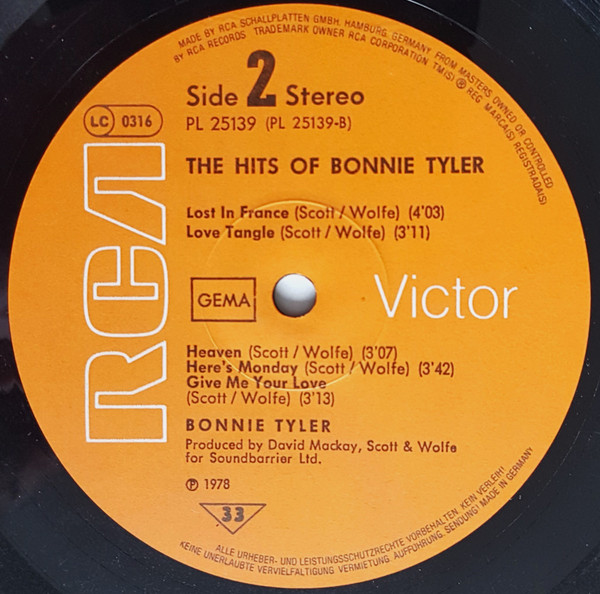 MADE BY RCA SCHALLPLATTEN GMBH, HAMBURG, GERMANY, FROM MASTERS OWNED OR CONTROLLED
BY RCA RECORDS TRADEMARK OWNER RCA CORPORATION TM(S) ® REG. MARCA(S) REGISTRADA(S)
Side 2 Stereo
LC 0316
PL 25139 (PL 25139-B)
THE HITS OF BONNIE TYLER
Lost In France (Scott / Wolfe) (4'03)
Love Tangle (Scott / Wolfe) (3'11)
RCA
GEMA
Victor
Heaven (Scott / Wolfe) (3'07)
Here's Monday (Scott / Wolfe) (3'42)
Give Me Your Love
(Scott / Wolfe) (3'13)
BONNIE TYLER
Produced by David Mackay, Scott & Wolfe
for Soundbarrier Ltd.
℗ 1978
33
ALLE URHEBER- UND LEISTUNGSSCHUTZRECHTE VORBEHALTEN. KEIN VERLEIH!
KEINE UNERLAUBTE VERVIELFÄLTIGUNG, VERMIETUNG, AUFFÜHRUNG, SENDUNG! MADE IN GERMANY